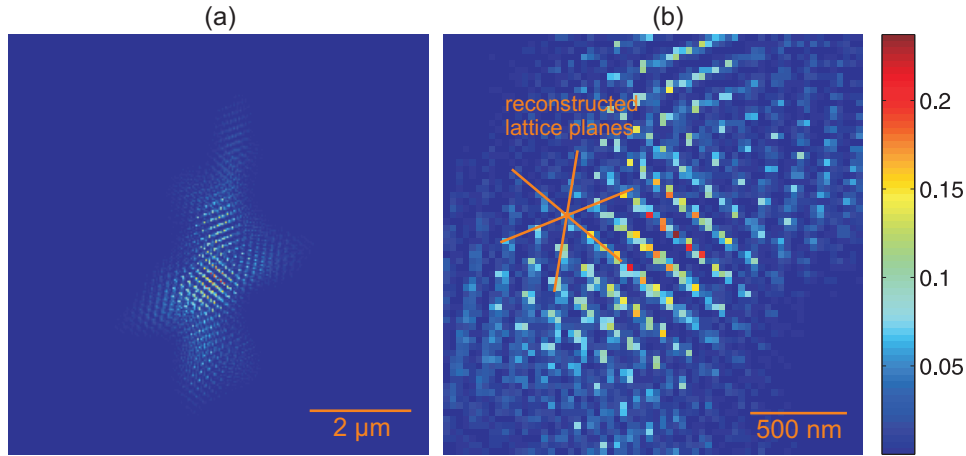 (a)
(b)
reconstructed
lattice planes
0.2
0.15
0.1
0.05
2 µm
500 nm